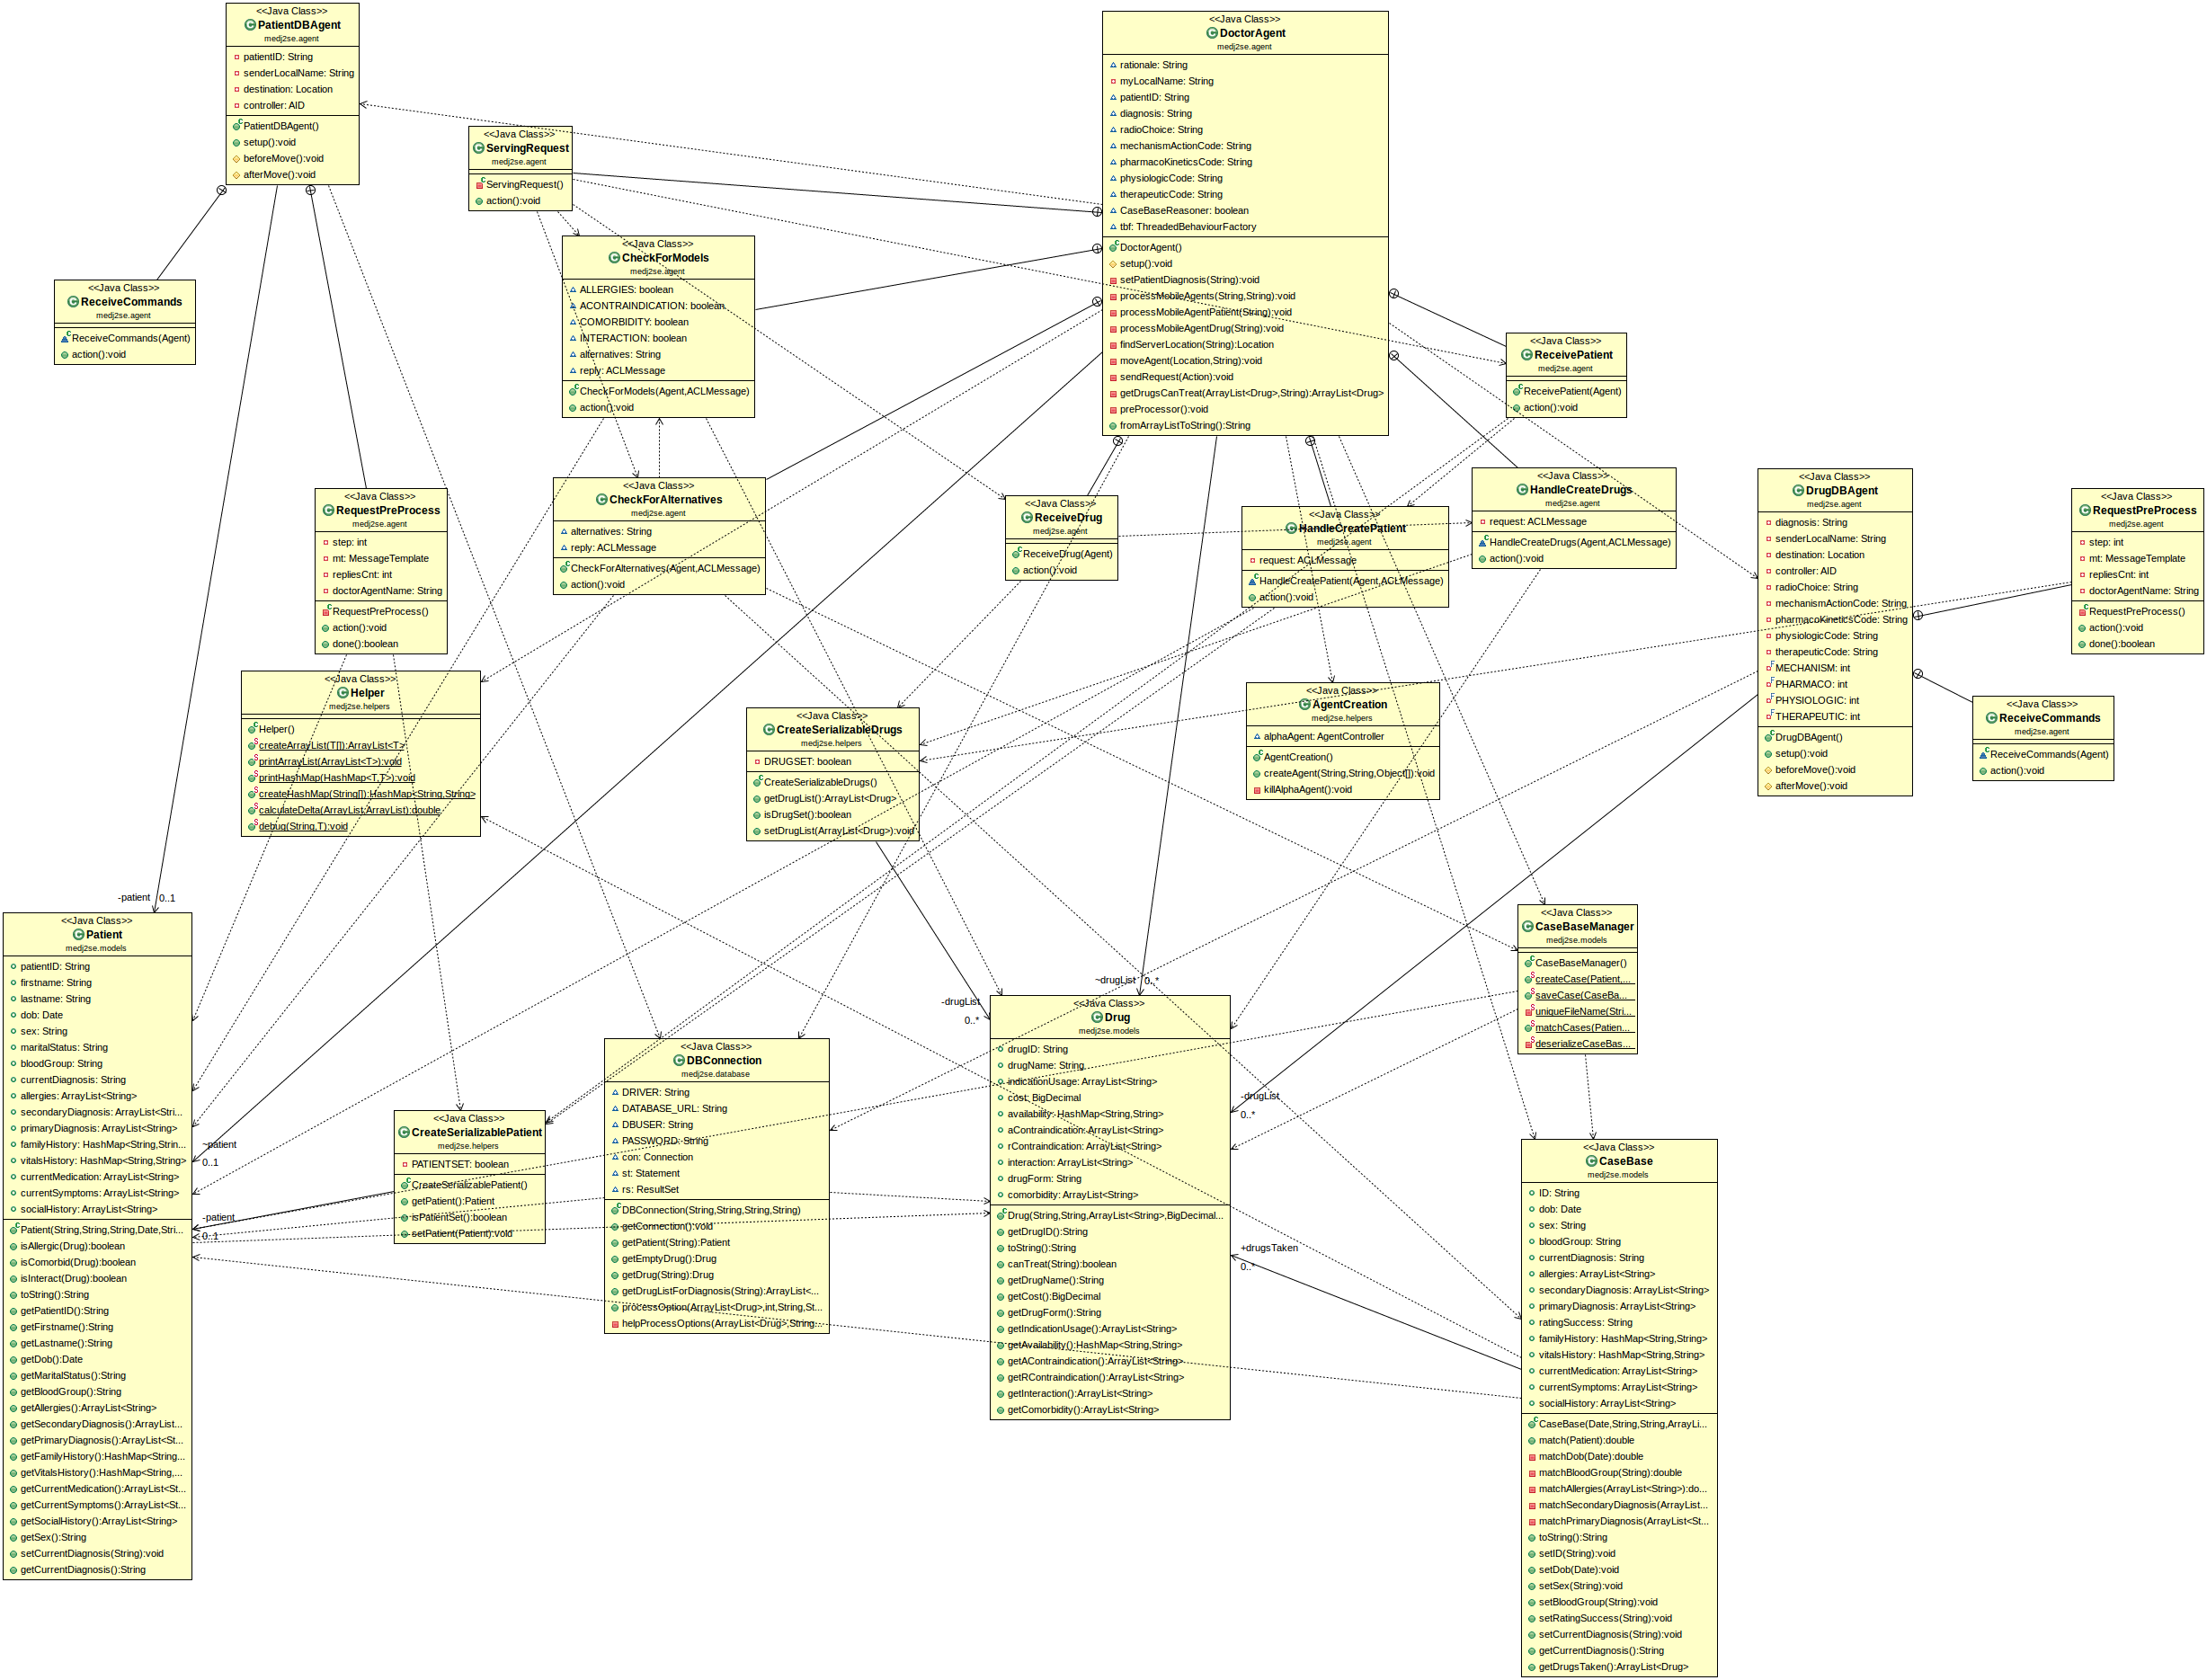 <<Java Class>>
PatientDBAgent
medj2se.agent
patientID: String
senderLocalName: String
destination: Location
controller: AID
PatientDBAgent()
setup():void
beforeMove():void
afterMove():void
<<Java Class>>
DoctorAgent
medj2se.agent
rationale: String
myLocalName: String
patientID: String
diagnosis: String
radioChoice: String
mechanismActionCode: String
pharmacoKineticsCode: String
physiologicCode: String
therapeuticCode: String
CaseBaseReasoner: boolean
tbf: ThreadedBehaviourFactory
DoctorAgent()
setup():void
setPatientDiagnosis(String):void
processMobileAgents(String,String):void
processMobileAgentPatient(String):void
processMobileAgentDrug(String):void
findServerLocation(String):Location
moveAgent(Location,String):void
sendRequest(Action):void
getDrugsCanTreat(ArrayList<Drug>,String):ArrayList<Drug>
preProcessor():void
fromArrayListToString():String
<<Java Class>>
ServingRequest
medj2se.agent
ServingRequest()
action():void
<<Java Class>>
CheckForModels
medj2se.agent
ALLERGIES: boolean
ACONTRAINDICATION: boolean
COMORBIDITY: boolean
INTERACTION: boolean
alternatives: String
reply: ACLMessage
CheckForModels(Agent,ACLMessage)
action():void
<<Java Class>>
ReceiveCommands
medj2se.agent
ReceiveCommands(Agent)
action():void
<<Java Class>>
ReceivePatient
medj2se.agent
ReceivePatient(Agent)
action():void
<<Java Class>>
RequestPreProcess
medj2se.agent
step: int
mt: MessageTemplate
repliesCnt: int
doctorAgentName: String
RequestPreProcess()
action():void
done():boolean
<<Java Class>>
CheckForAlternatives
medj2se.agent
alternatives: String
reply: ACLMessage
CheckForAlternatives(Agent,ACLMessage)
action():void
<<Java Class>>
ReceiveDrug
medj2se.agent
ReceiveDrug(Agent)
action():void
<<Java Class>>
HandleCreatePatient
medj2se.agent
request: ACLMessage
HandleCreatePatient(Agent,ACLMessage)
action():void
<<Java Class>>
HandleCreateDrugs
medj2se.agent
request: ACLMessage
HandleCreateDrugs(Agent,ACLMessage)
action():void
<<Java Class>>
DrugDBAgent
medj2se.agent
diagnosis: String
senderLocalName: String
destination: Location
controller: AID
radioChoice: String
mechanismActionCode: String
pharmacoKineticsCode: String
physiologicCode: String
therapeuticCode: String
MECHANISM: int
PHARMACO: int
PHYSIOLOGIC: int
THERAPEUTIC: int
DrugDBAgent()
setup():void
beforeMove():void
afterMove():void
<<Java Class>>
RequestPreProcess
medj2se.agent
step: int
mt: MessageTemplate
repliesCnt: int
doctorAgentName: String
RequestPreProcess()
action():void
done():boolean
<<Java Class>>
ReceiveCommands
medj2se.agent
ReceiveCommands(Agent)
action():void
<<Java Class>>
Helper
medj2se.helpers
Helper()
createArrayList(T[]):ArrayList<T>
printArrayList(ArrayList<T>):void
printHashMap(HashMap<T,T>):void
createHashMap(String[]):HashMap<String,String>
calculateDelta(ArrayList,ArrayList):double
debug(String,T):void
<<Java Class>>
CreateSerializableDrugs
medj2se.helpers
DRUGSET: boolean
CreateSerializableDrugs()
getDrugList():ArrayList<Drug>
isDrugSet():boolean
setDrugList(ArrayList<Drug>):void
<<Java Class>>
AgentCreation
medj2se.helpers
alphaAgent: AgentController
AgentCreation()
createAgent(String,String,Object[]):void
killAlphaAgent():void
-patient 0..1
<<Java Class>>
Patient
medj2se.models
patientID: String
firstname: String
lastname: String
dob: Date
sex: String
maritalStatus: String
bloodGroup: String
currentDiagnosis: String
allergies: ArrayList<String>
secondaryDiagnosis: ArrayList<Stri...
primaryDiagnosis: ArrayList<String>
familyHistory: HashMap<String,Strin...
vitalsHistory: HashMap<String,String>
currentMedication: ArrayList<String>
currentSymptoms: ArrayList<String>
socialHistory: ArrayList<String>
Patient(String,String,String,Date,Stri...
isAllergic(Drug):boolean
isComorbid(Drug):boolean
isInteract(Drug):boolean
toString():String
getPatientID():String
getFirstname():String
getLastname():String
getDob():Date
getMaritalStatus():String
getBloodGroup():String
getAllergies():ArrayList<String>
getSecondaryDiagnosis():ArrayList...
getPrimaryDiagnosis():ArrayList<St...
getFamilyHistory():HashMap<String...
getVitalsHistory():HashMap<String,...
getCurrentMedication():ArrayList<St...
getCurrentSymptoms():ArrayList<St...
getSocialHistory():ArrayList<String>
getSex():String
setCurrentDiagnosis(String):void
getCurrentDiagnosis():String
~patient
0..1
-patient
0..1
<<Java Class>>
CreateSerializablePatient
medj2se.helpers
PATIENTSET: boolean
CreateSerializablePatient()
getPatient():Patient
isPatientSet():boolean
setPatient(Patient):void
<<Java Class>>
DBConnection
medj2se.database
DRIVER: String
DATABASE_URL: String
DBUSER: String
PASSWORD: String
con: Connection
st: Statement
rs: ResultSet
DBConnection(String,String,String,String)
getConnection():void
getPatient(String):Patient
getEmptyDrug():Drug
getDrug(String):Drug
getDrugListForDiagnosis(String):ArrayList<...
processOption(ArrayList<Drug>,int,String,St...
helpProcessOptions(ArrayList<Drug>,String...
-drugList
0..*
~drugList 0..*
<<Java Class>>
Drug
medj2se.models
drugID: String
drugName: String
indicationUsage: ArrayList<String>
cost: BigDecimal
availability: HashMap<String,String>
aContraindication: ArrayList<String>
rContraindication: ArrayList<String>
interaction: ArrayList<String>
drugForm: String
comorbidity: ArrayList<String>
Drug(String,String,ArrayList<String>,BigDecimal...
getDrugID():String
toString():String
canTreat(String):boolean
getDrugName():String
getCost():BigDecimal
getDrugForm():String
getIndicationUsage():ArrayList<String>
getAvailability():HashMap<String,String>
getAContraindication():ArrayList<String>
getRContraindication():ArrayList<String>
getInteraction():ArrayList<String>
getComorbidity():ArrayList<String>
-drugList
0..*
+drugsTaken
0..*
<<Java Class>>
CaseBaseManager
medj2se.models
CaseBaseManager()
createCase(Patient,...
saveCase(CaseBa...
uniqueFileName(Stri...
matchCases(Patien...
deserializeCaseBas...
<<Java Class>>
CaseBase
medj2se.models
ID: String
dob: Date
sex: String
bloodGroup: String
currentDiagnosis: String
allergies: ArrayList<String>
secondaryDiagnosis: ArrayList<String>
primaryDiagnosis: ArrayList<String>
ratingSuccess: String
familyHistory: HashMap<String,String>
vitalsHistory: HashMap<String,String>
currentMedication: ArrayList<String>
currentSymptoms: ArrayList<String>
socialHistory: ArrayList<String>
CaseBase(Date,String,String,ArrayLi...
match(Patient):double
matchDob(Date):double
matchBloodGroup(String):double
matchAllergies(ArrayList<String>):do...
matchSecondaryDiagnosis(ArrayList...
matchPrimaryDiagnosis(ArrayList<St...
toString():String
setID(String):void
setDob(Date):void
setSex(String):void
setBloodGroup(String):void
setRatingSuccess(String):void
setCurrentDiagnosis(String):void
getCurrentDiagnosis():String
getDrugsTaken():ArrayList<Drug>